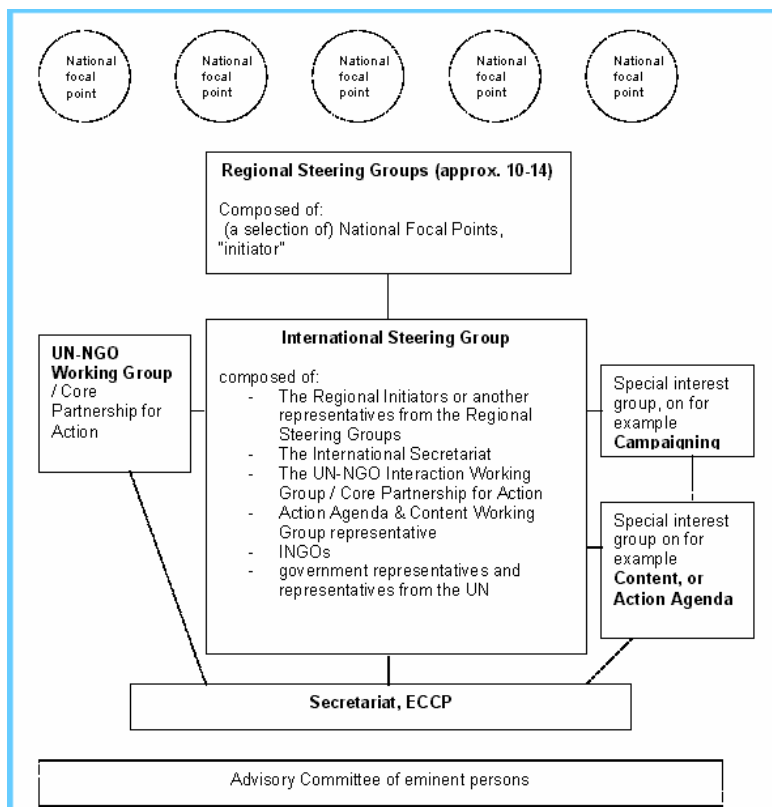 National
focal
point
National
focal
point
National
focal
point
National
focal
point
National
focal
point
Regional Steering Groups (approx. 10-14)
Composed of:
(a selection of) National Focal Points,
"initiator"
UN-NGO
Working Group
/ Core
Partnership for
Action
International Steering Group
composed of:
- The Regional Initiators or another
representatives from the Regional
Steering Groups
- The International Secretariat
- The UN-NGO Interaction Working
Group / Core Partnership for Action
- Action Agenda & Content Working
Group representative
- INGOs
- government representatives and
representatives from the UN
Special interest
group, on for
example
Campaigning
Special interest
group on for
example
Content, or
Action Agenda
Secretariat, ECCP
Advisory Committee of eminent persons